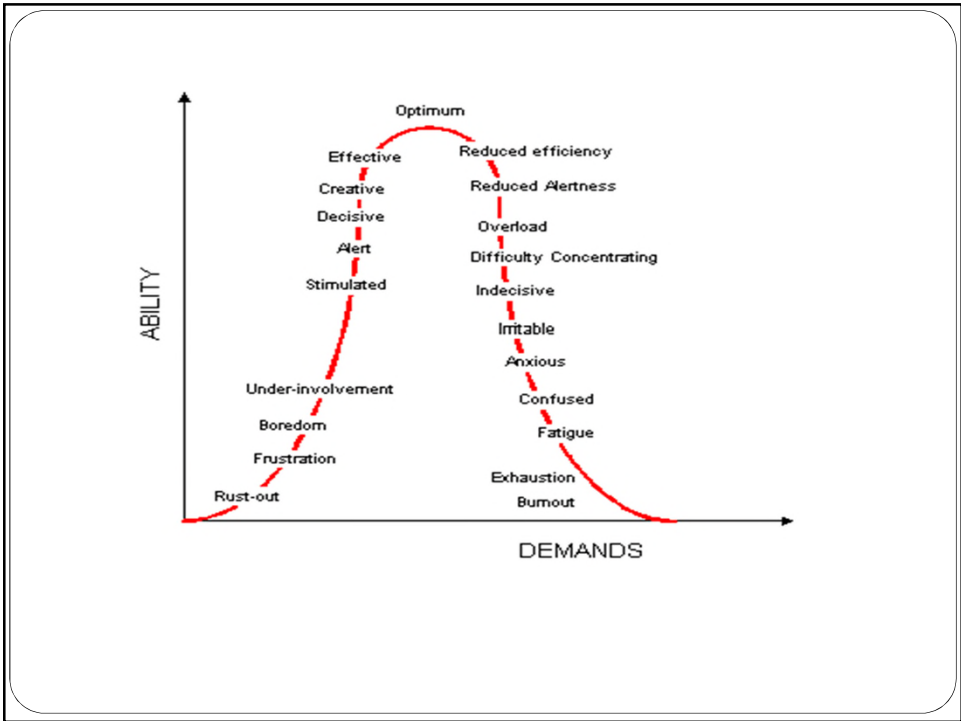 Optimum
Effective
Reduced efficiency
Creative
Reduced Alertness
Decisive
Overload
Alert
Difficulty Concentrating
Stimulated
Indecisive
Irritable
Anxious
Under-involvement
Confused
Boredom
Fatigue
Frustration
Exhaustion
Rust-out
Burnout
ABILITY
DEMANDS